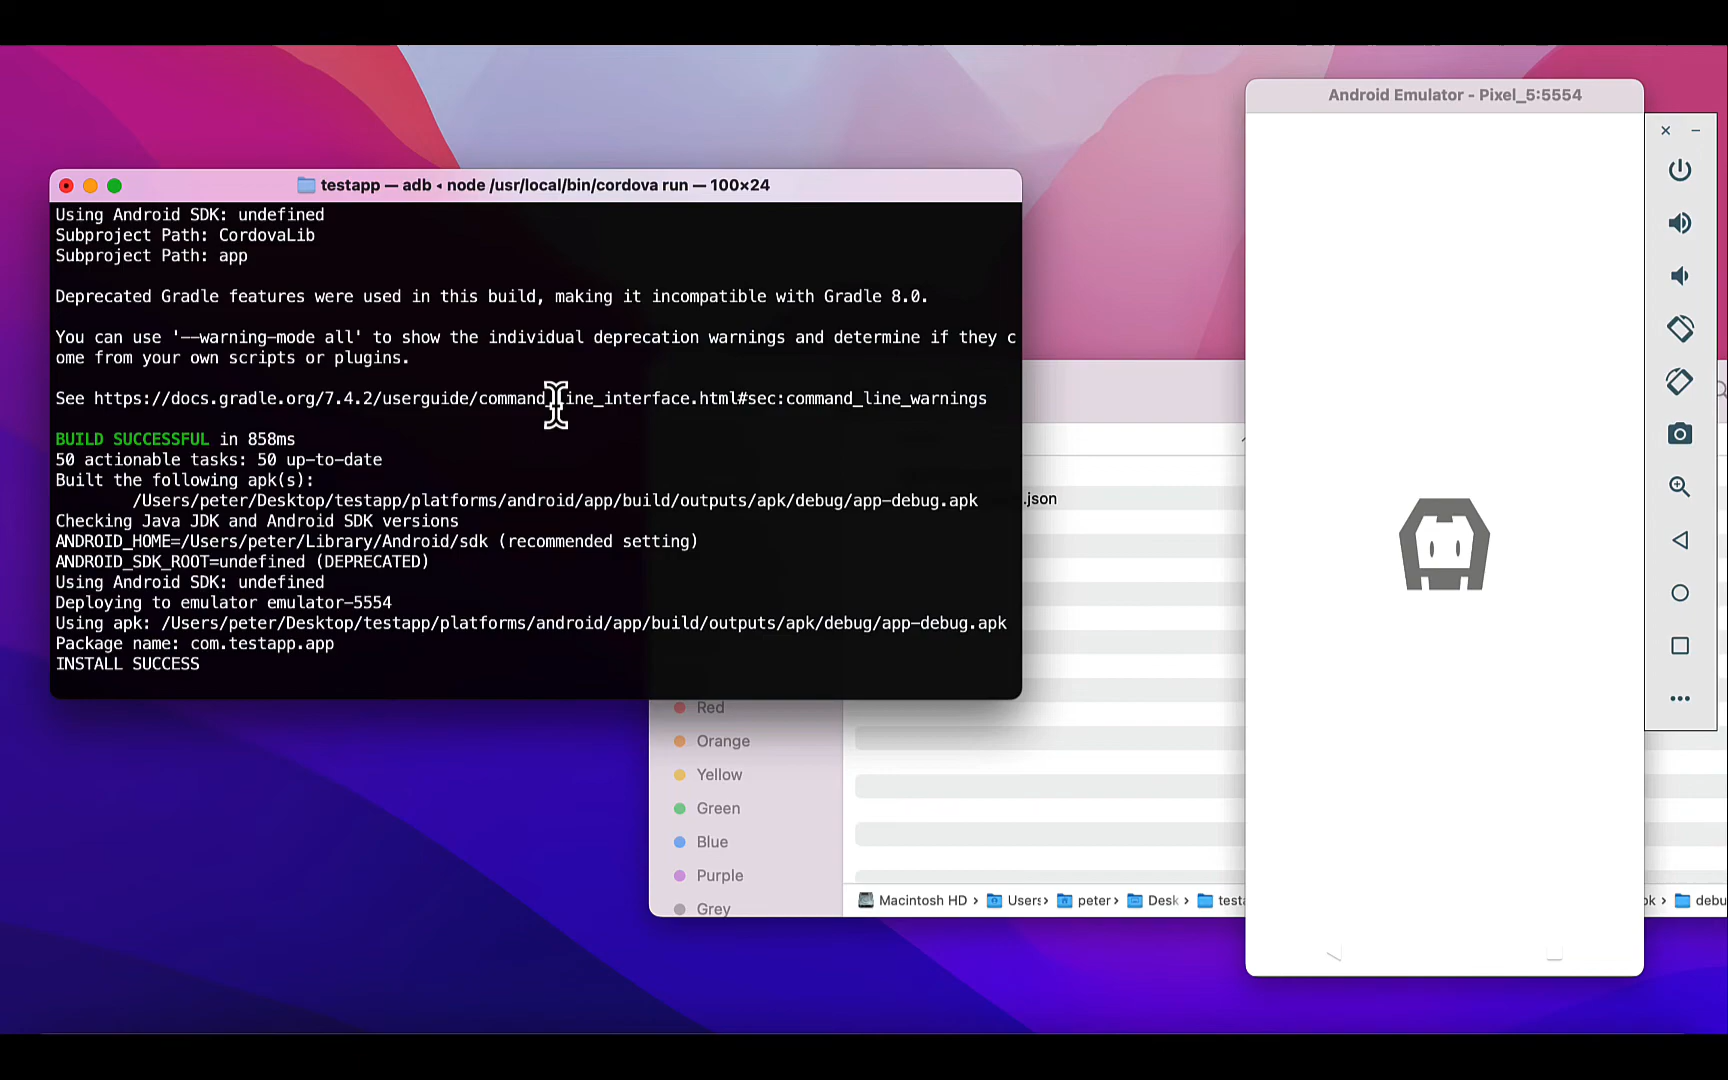 Android Emulator - Pixel_5:5554
testapp — adb ◂ node /usr/local/bin/cordova run — 100×24
Using Android SDK: undefined
Subproject Path: CordovaLib
Subproject Path: app
Deprecated Gradle features were used in this build, making it incompatible with Gradle 8.0.
You can use '--warning-mode all' to show the individual deprecation warnings and determine if they c
ome from your own scripts or plugins.
See https://docs.gradle.org/7.4.2/userguide/command_line_interface.html#sec:command_line_warnings
BUILD SUCCESSFUL in 858ms
50 actionable tasks: 50 up-to-date
Built the following apk(s):
/Users/peter/Desktop/testapp/platforms/android/app/build/outputs/apk/debug/app-debug.apk
Checking Java JDK and Android SDK versions
ANDROID_HOME=/Users/peter/Library/Android/sdk (recommended setting)
ANDROID_SDK_ROOT=undefined (DEPRECATED)
Using Android SDK: undefined
Deploying to emulator emulator-5554
Using apk: /Users/peter/Desktop/testapp/platforms/android/app/build/outputs/apk/debug/app-debug.apk
Package name: com.testapp.app
INSTALL SUCCESS
.json
Red
Orange
Yellow
Green
Blue
Purple
Grey
Macintosh HD › Users › peter › Desk › testa
ok › debu